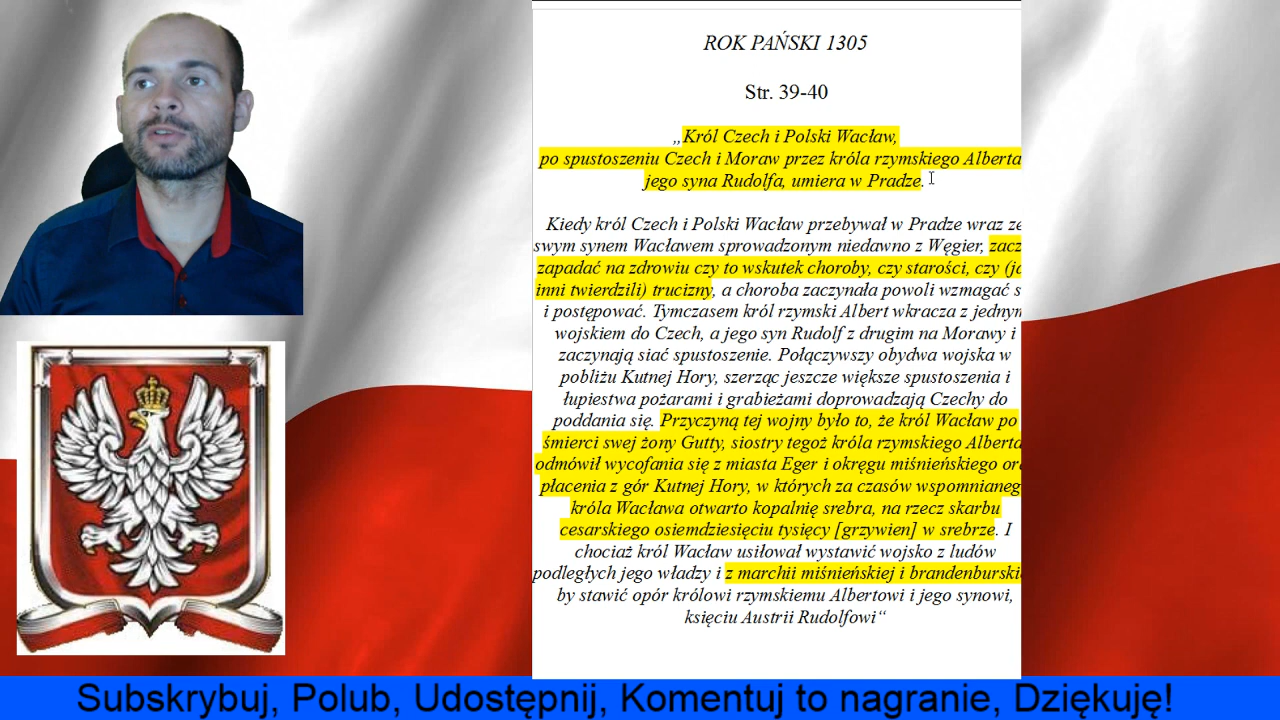 ROK PAŃSKI 1305
Str. 39-40
„Król Czech i Polski Wacław,
po spustoszeniu Czech i Moraw przez króla rzymskiego Alberta
jego syna Rudolfa, umiera w Pradze.
Kiedy król Czech i Polski Wacław przebywał w Pradze wraz ze
swym synem Wacławem sprowadzonym niedawno z Węgier,
zapadać na zdrowiu czy to wskutek choroby, czy starości, czy
inni twierdzili) trucizny, a choroba zaczynała powoli wzmagać
i postępować. Tymczasem król rzymski Albert wkracza z jednym
wojskiem do Czech, a jego syn Rudolf z drugim na Morawy i
zaczynają siać spustoszenie. Połączywszy obydwa wojska w
pobliżu Kutnej Hory, szerząc jeszcze większe spustoszenia i
łupiestwa pożarami i grabieżami doprowadzają Czechy do
poddania się. Przyczyną tej wojny było to, że król Wacław po
śmierci swej żony Gutty, siostry tegoż króla rzymskiego Alberta
odmówił wycofania się z miasta Eger i okręgu miśnieńskiego
płacenia z gór Kutnej Hory, w których za czasów
króla Wacława otwarto kopalnię srebra, na rzecz skarbu
cesarskiego osiemdziesięciu tysięcy [grzywien] w srebrze. I
chociaż król Wacław usiłował wystawić wojsko z ludów
podległych jego władzy i z marchii miśnieńskiej i
by stawić opór królowi rzymskiemu Albertowi i jego synowi,
księciu Austrii Rudolfowi“
Subskrybuj, Polub, Udostępnij, Komentuj to nagranie, Dziękuję!